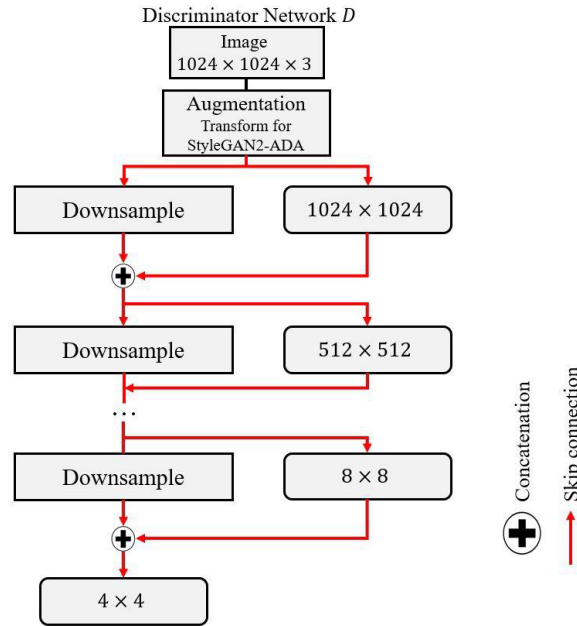 Discriminator Network D
Image
1024 × 1024 × 3
Augmentation
Transform for
StyleGAN2-ADA
Downsample
1024 × 1024
Downsample
512 × 512
...
Downsample
8 × 8
4 × 4
Concatenation
Skip connection